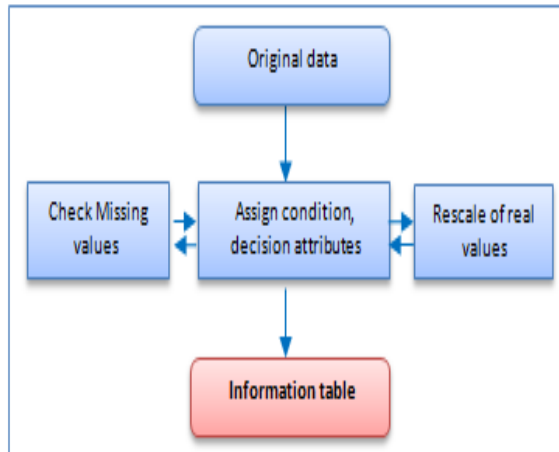 Original data
Check Missing
values
Assign condition,
decision attributes
Rescale of real
values
Information table